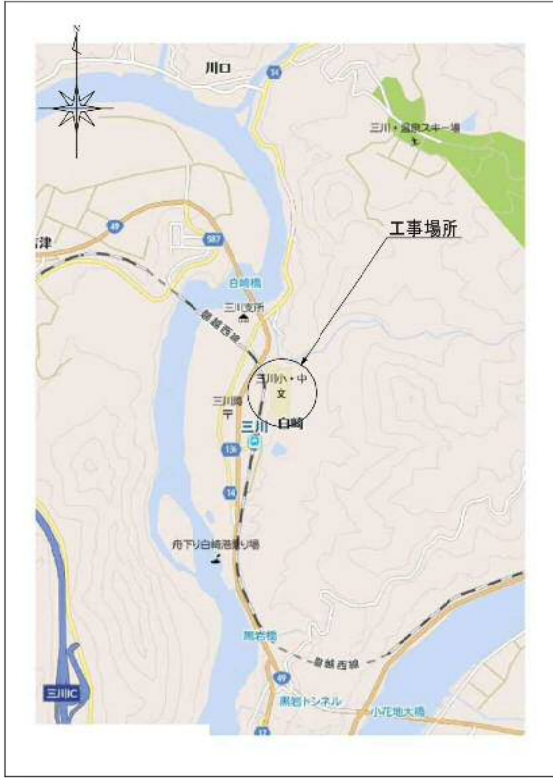 N
川口
14
三川・温泉スキー場
工事場所
49
津
587
白崎橋
三川支所
磐越西線
三川小・中
文
三川
三川
白崎
136
14
舟下り白崎港乗り場
黒岩橋
磐越西線
49
三川IC
黒岩トンネル
小花地大橋
17